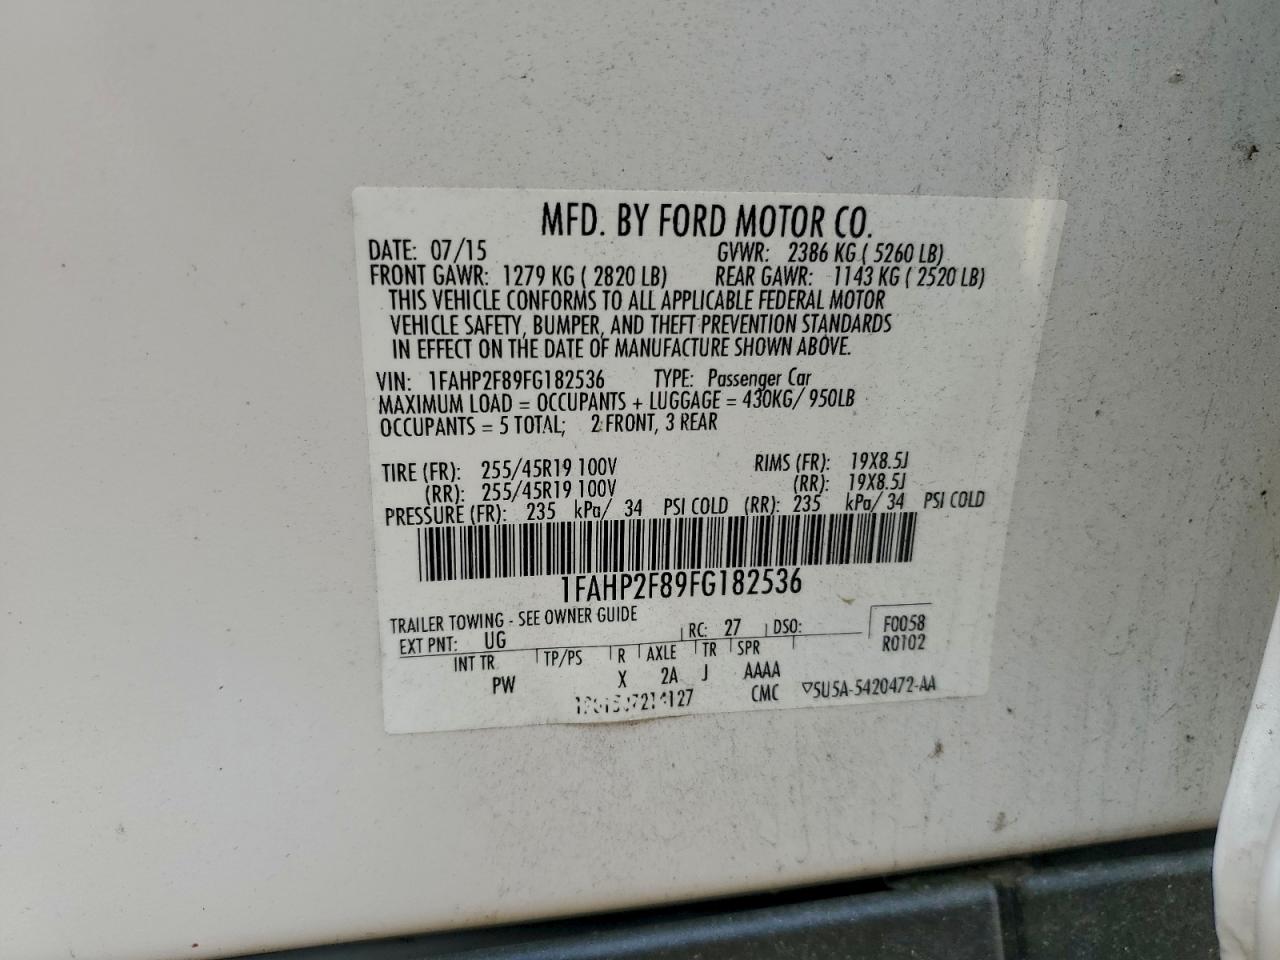 MFD. BY FORD MOTOR CO.
DATE: 07/15 GVWR: 2386 KG ( 5260 LB)
FRONT GAWR: 1279 KG ( 2820 LB) REAR GAWR: 1143 KG ( 2520 LB)
THIS VEHICLE CONFORMS TO ALL APPLICABLE FEDERAL MOTOR
VEHICLE SAFETY, BUMPER, AND THEFT PREVENTION STANDARDS
IN EFFECT ON THE DATE OF MANUFACTURE SHOWN ABOVE.
VIN: 1FAHP2F89FG182536 TYPE: Passenger Car
MAXIMUM LOAD = OCCUPANTS + LUGGAGE = 430KG/ 950LB
OCCUPANTS = 5 TOTAL; 2 FRONT, 3 REAR
TIRE (FR): 255/45R19 100V RIMS (FR): 19X8.5J
(RR): 255/45R19 100V (RR): 19X8.5J
PRESSURE (FR): 235 kPa/ 34 PSI COLD (RR): 235 kPa/ 34 PSI COLD
1FAHP2F89FG182536
TRAILER TOWING - SEE OWNER GUIDE
EXT PNT: UG RC: 27 DSO: F0058
R0102
INT TR TP/PS R AXLE TR SPR
PW X 2A J AAAA
CMC ▽5U5A-5420472-AA